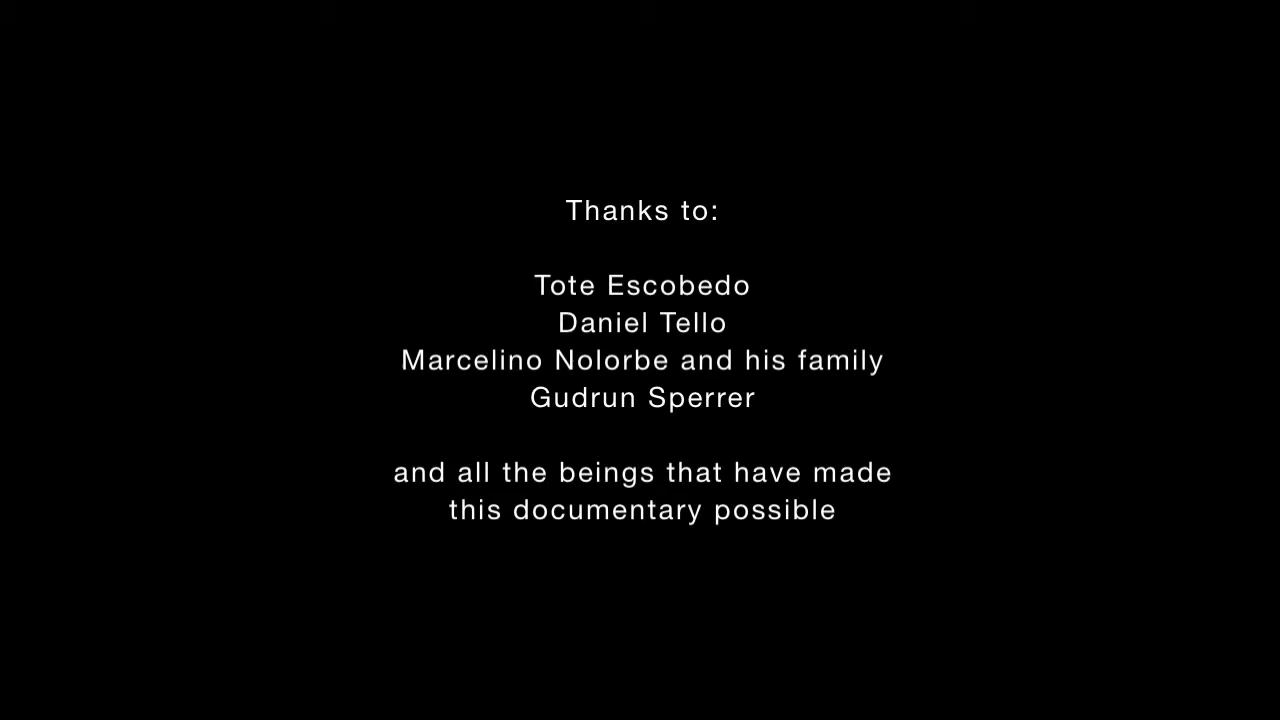 Thanks to:
Tote Escobedo
Daniel Tello
Marcelino Nolorbe and his family
Gudrun Sperrer
and all the beings that have made
this documentary possible